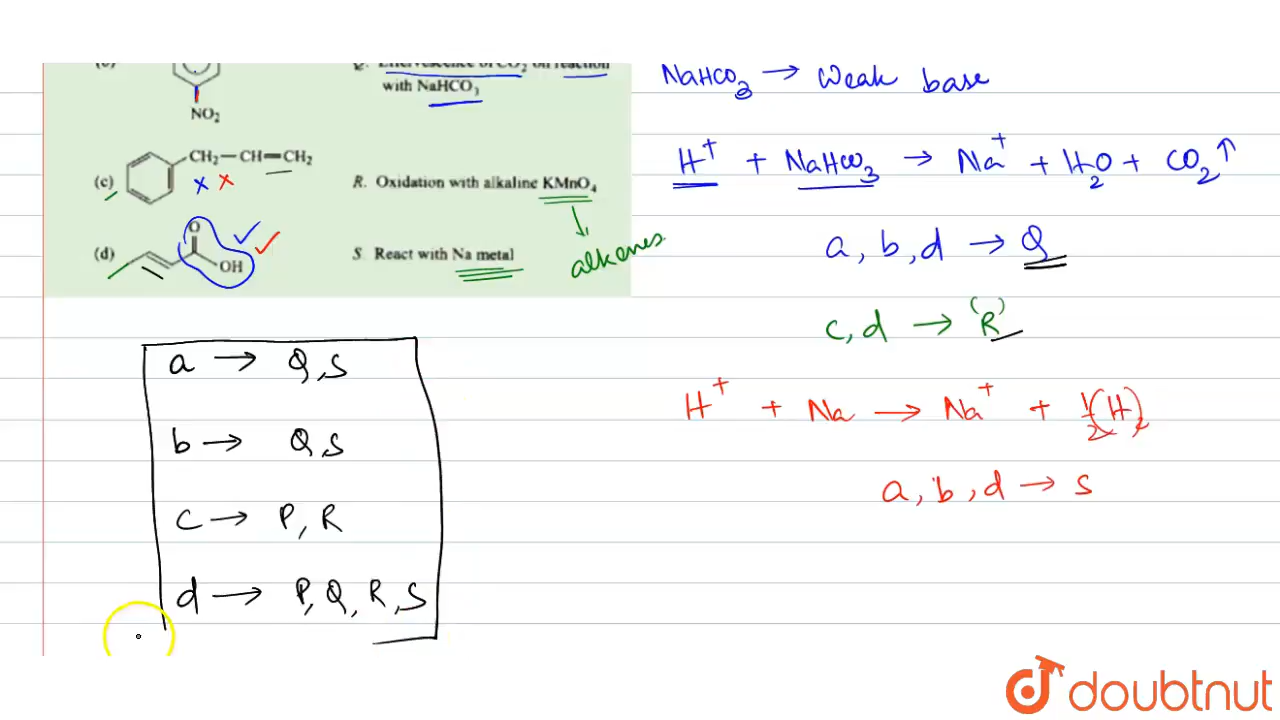 with NaHCO3
NO2
(c) CH2—CH=CH2
R. Oxidation with alkaline KMnO4
alkenes
(d) O
OH
S. React with Na metal
NaHCO3 → Weak base
H+ + NaHCO3 → Na+ + H2O + CO2↑
a, b, d → Q
c, d → (R)
H+ + Na → Na+ + 1/2(H)2
a, b, d → S
a → Q,S
b → Q,S
c → P, R
d → P, Q, R, S
doubtnut